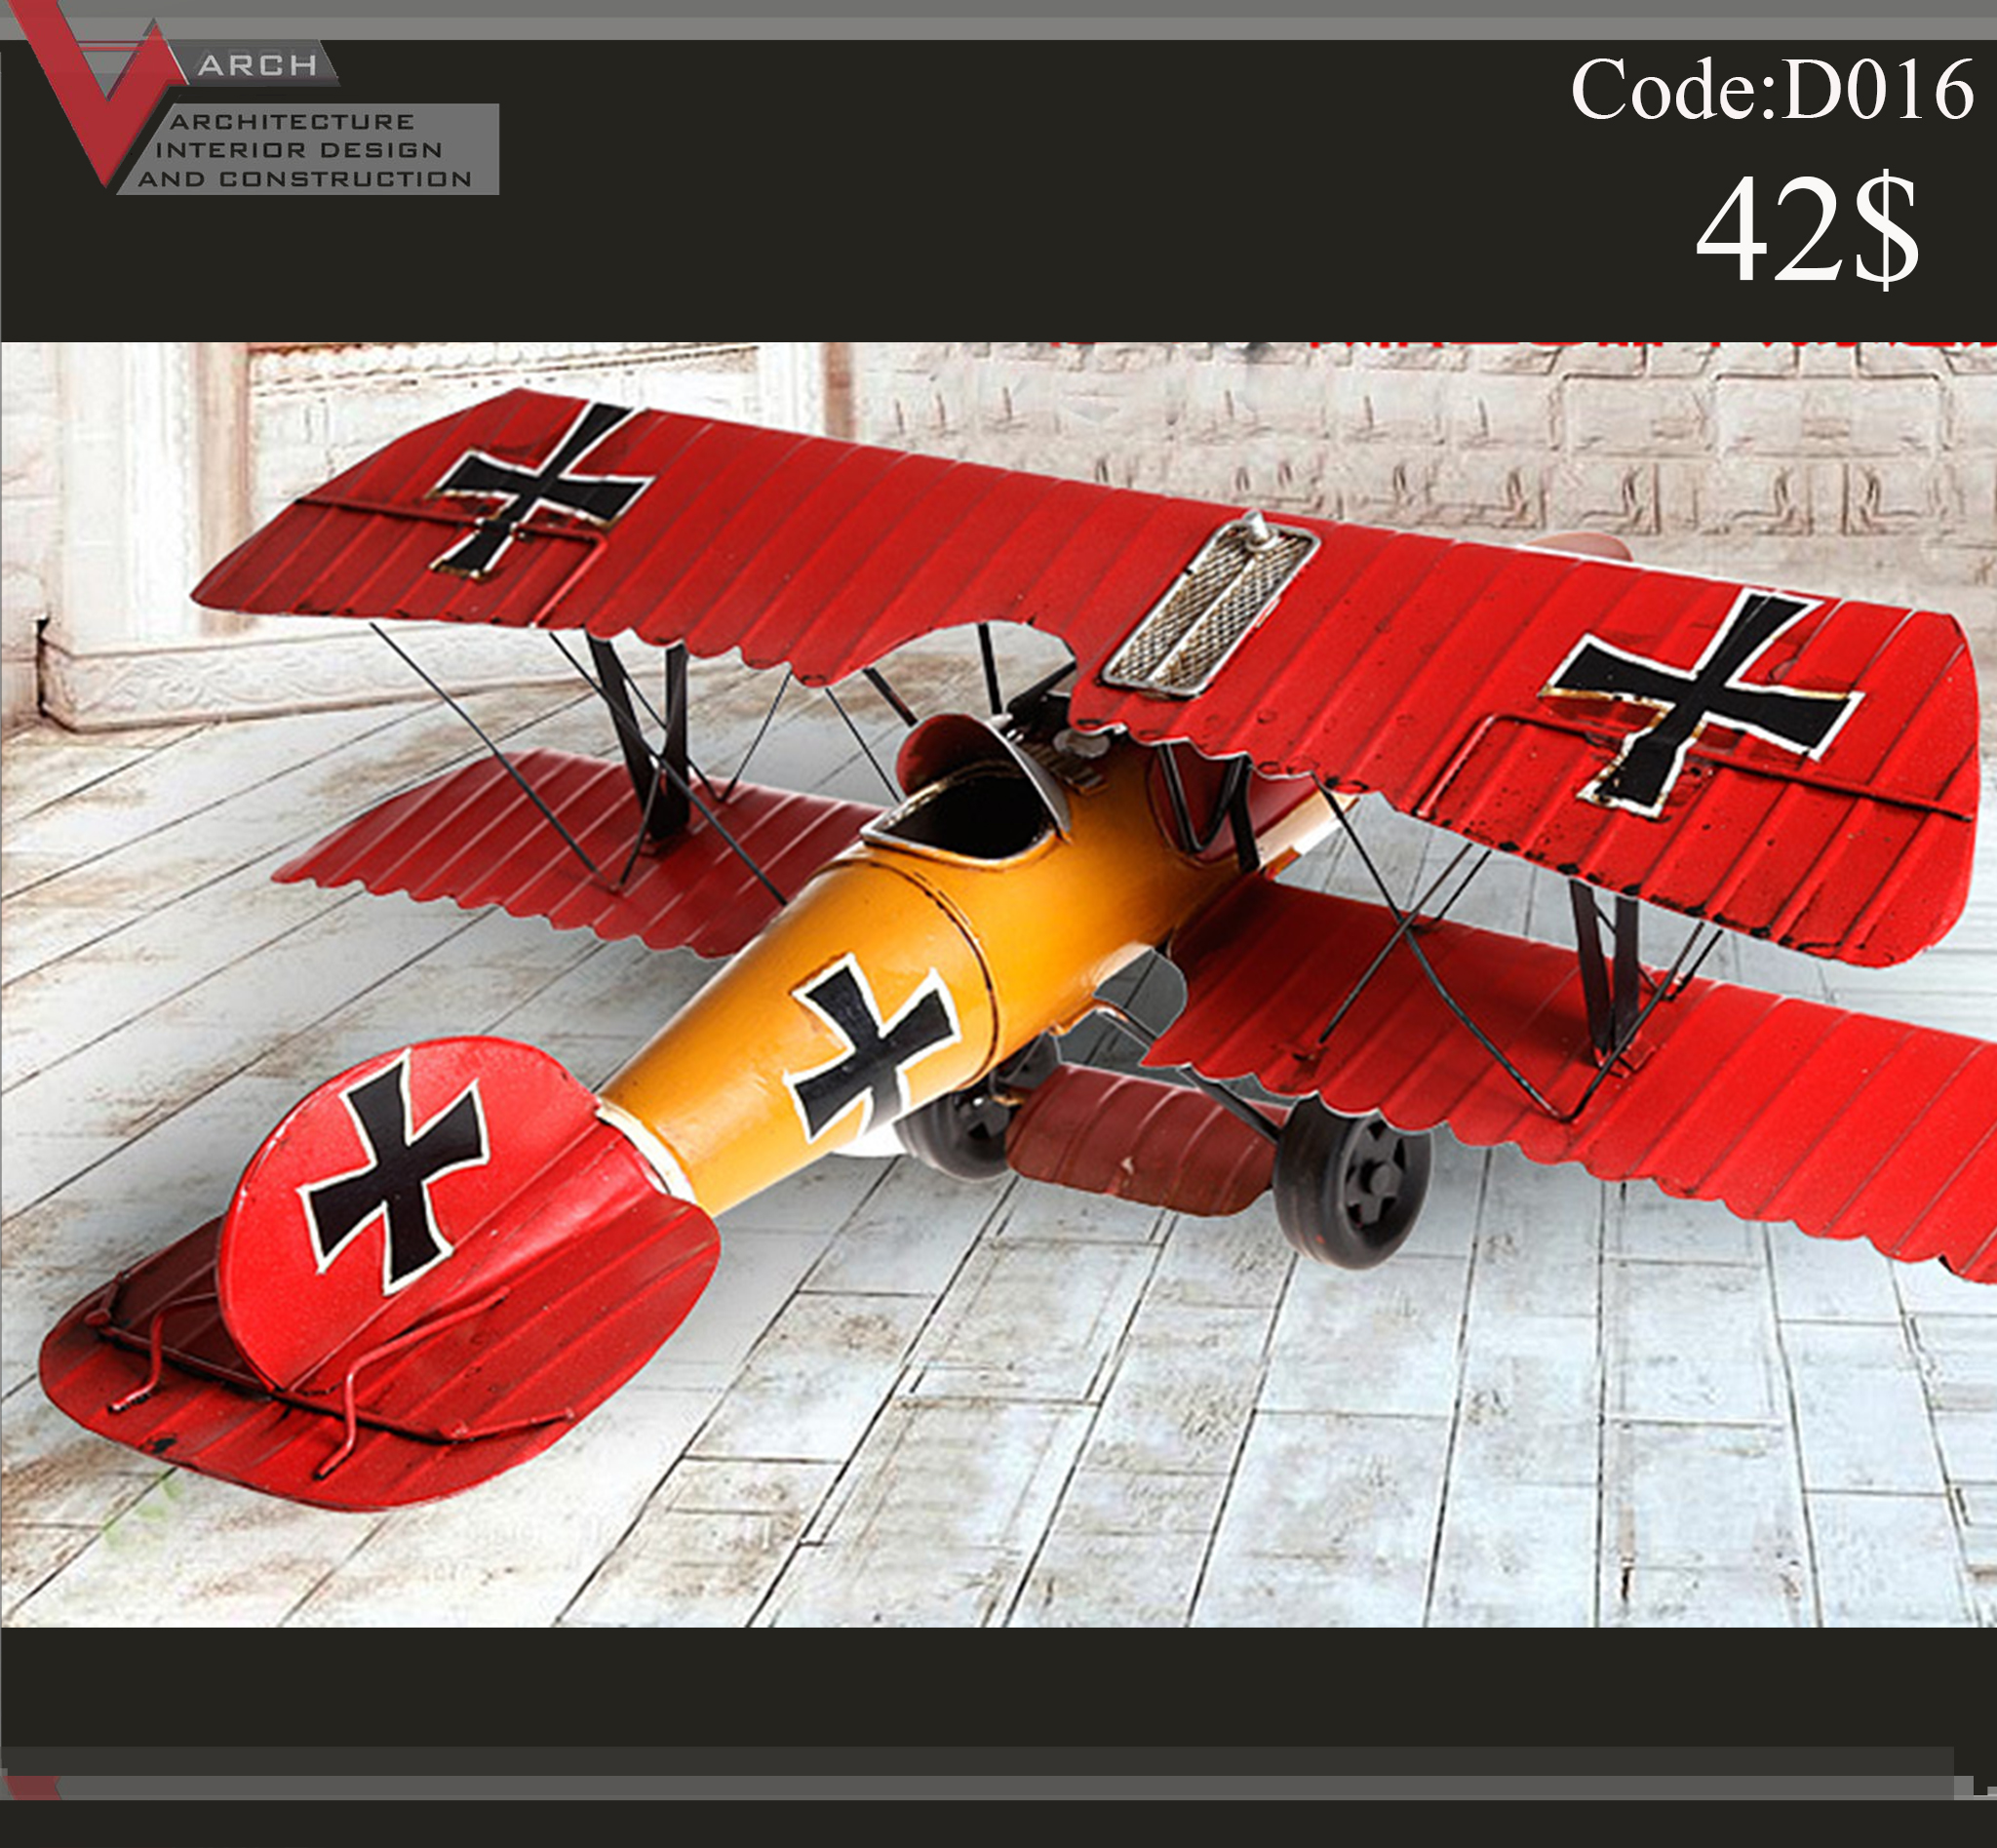 ARCH
ARCHITECTURE
INTERIOR DESIGN
AND CONSTRUCTION
Code:D016
42$